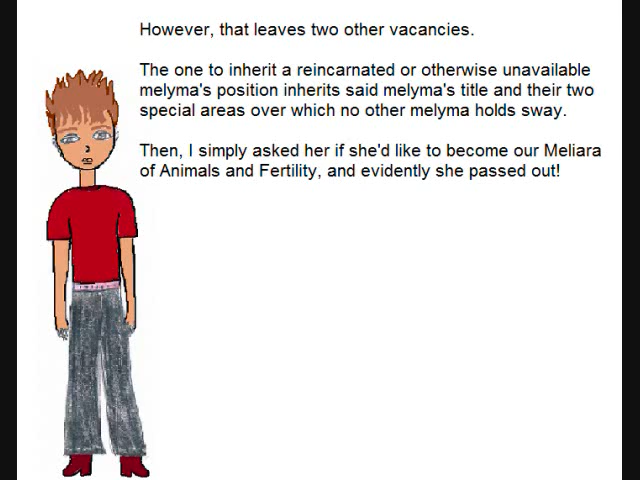 However, that leaves two other vacancies.
The one to inherit a reincarnated or otherwise unavailable
melyma's position inherits said melyma's title and their two
special areas over which no other melyma holds sway.
Then, I simply asked her if she'd like to become our Meliara
of Animals and Fertility, and evidently she passed out!